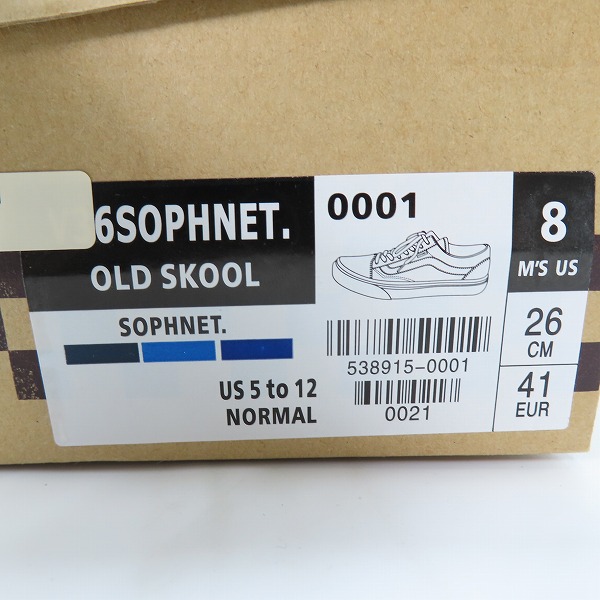 6SOPHNET.
OLD SKOOL
SOPHNET.
US 5 to 12
NORMAL
0001
538915-0001
0021
8
M'S US
26
CM
41
EUR